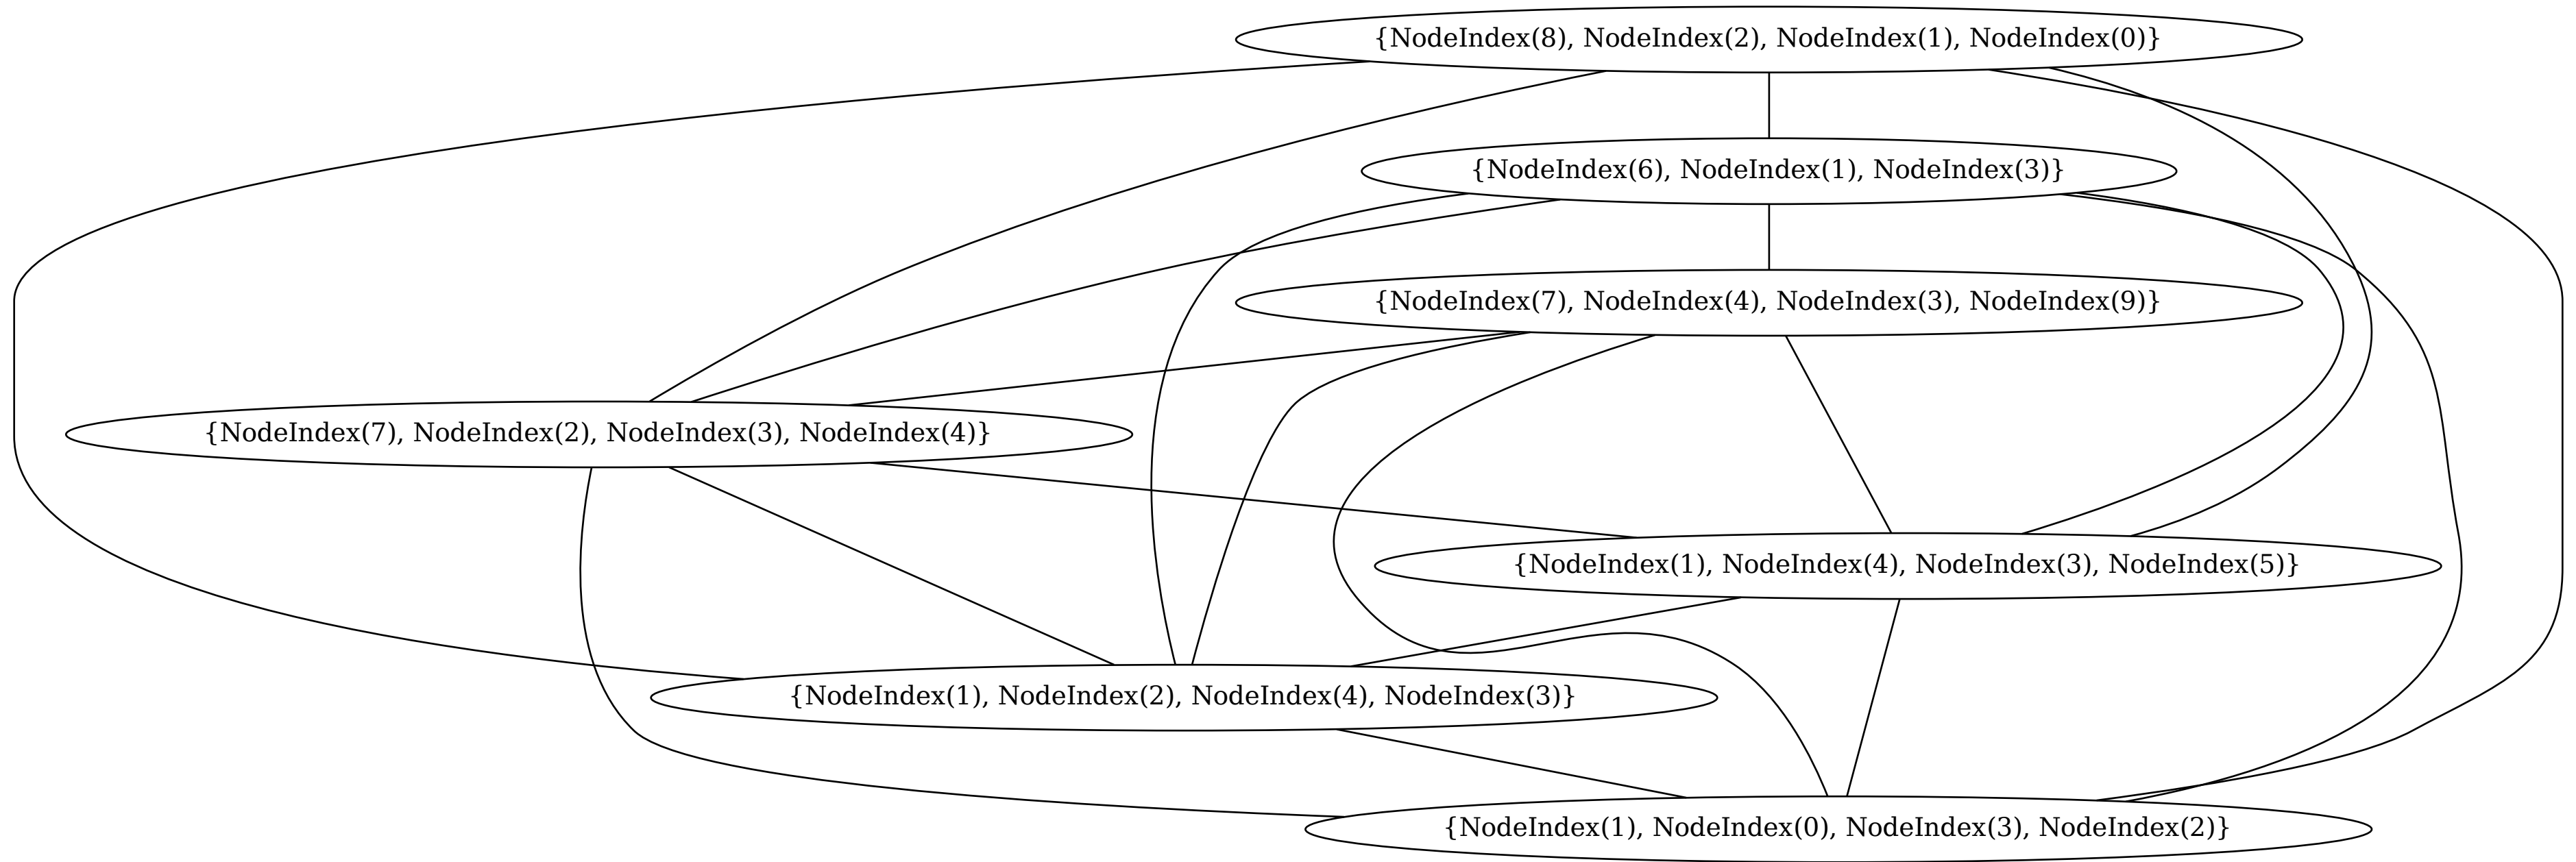 {NodeIndex(8), NodeIndex(2), NodeIndex(1), NodeIndex(0)}
{NodeIndex(6), NodeIndex(1), NodeIndex(3)}
{NodeIndex(7), NodeIndex(4), NodeIndex(3), NodeIndex(9)}
{NodeIndex(7), NodeIndex(2), NodeIndex(3), NodeIndex(4)}
{NodeIndex(1), NodeIndex(4), NodeIndex(3), NodeIndex(5)}
{NodeIndex(1), NodeIndex(2), NodeIndex(4), NodeIndex(3)}
{NodeIndex(1), NodeIndex(0), NodeIndex(3), NodeIndex(2)}